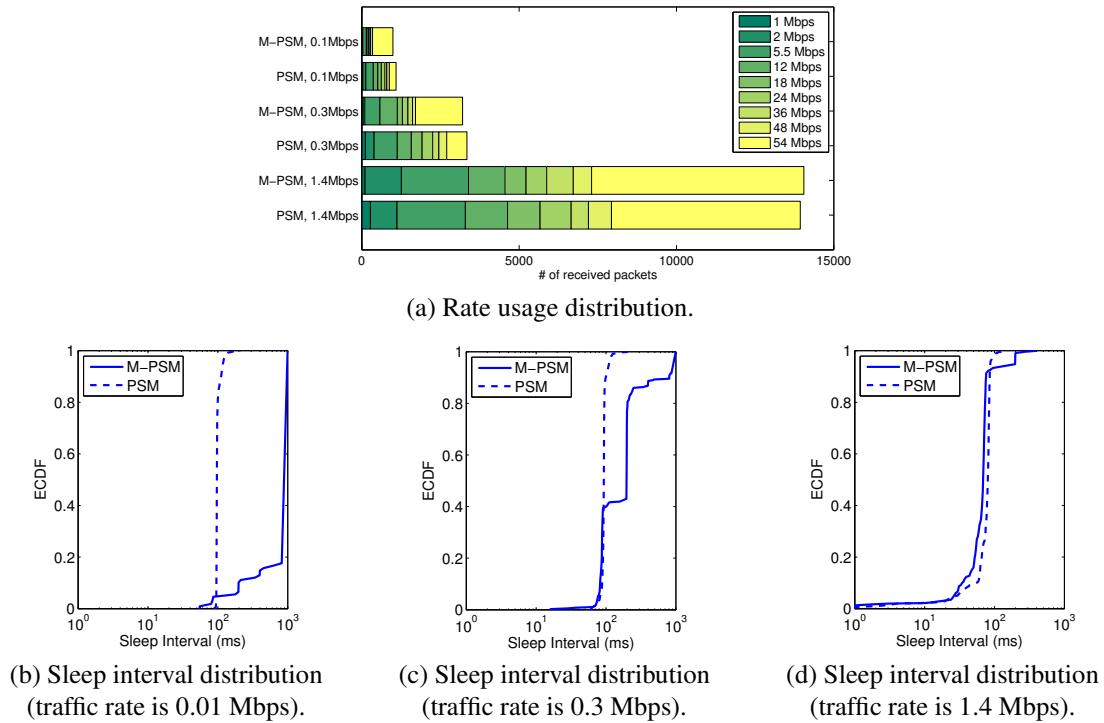 M-PSM, 0.1Mbps
PSM, 0.1Mbps
M-PSM, 0.3Mbps
PSM, 0.3Mbps
M-PSM, 1.4Mbps
PSM, 1.4Mbps
1 Mbps
2 Mbps
5.5 Mbps
12 Mbps
18 Mbps
24 Mbps
36 Mbps
48 Mbps
54 Mbps
0 5000 10000 15000
# of received packets
(a) Rate usage distribution.
1
0.8
0.6
0.4
0.2
0
ECDF
M-PSM
PSM
10^0 10^1 10^2 10^3
Sleep Interval (ms)
(b) Sleep interval distribution
(traffic rate is 0.01 Mbps).
1
0.8
0.6
0.4
0.2
0
ECDF
M-PSM
PSM
10^0 10^1 10^2 10^3
Sleep Interval (ms)
(c) Sleep interval distribution
(traffic rate is 0.3 Mbps).
1
0.8
0.6
0.4
0.2
0
ECDF
M-PSM
PSM
10^0 10^1 10^2 10^3
Sleep Interval (ms)
(d) Sleep interval distribution
(traffic rate is 1.4 Mbps).